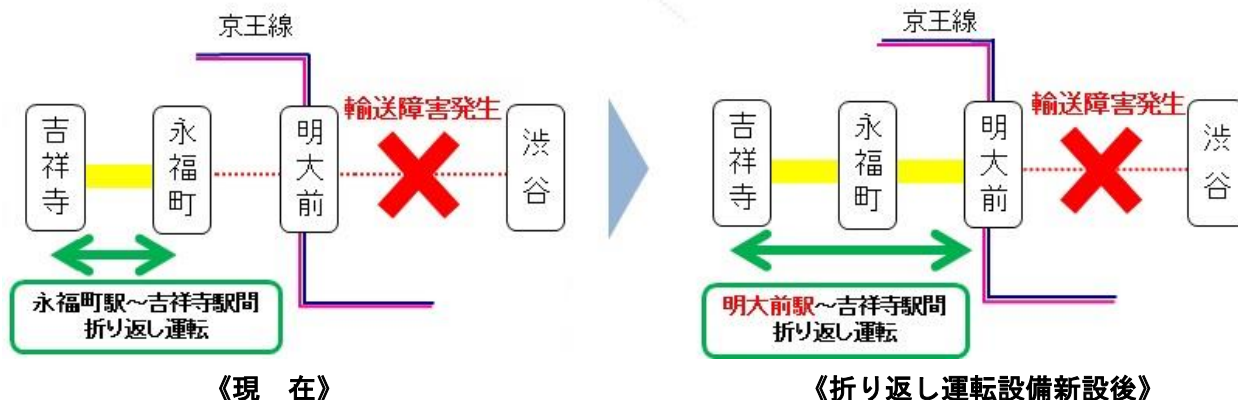 京王線
吉祥寺
永福町
明大前
輸送障害発生
渋谷
永福町駅～吉祥寺駅間
折り返し運転
《現　在》
京王線
吉祥寺
永福町
明大前
輸送障害発生
渋谷
明大前駅～吉祥寺駅間
折り返し運転
《折り返し運転設備新設後》